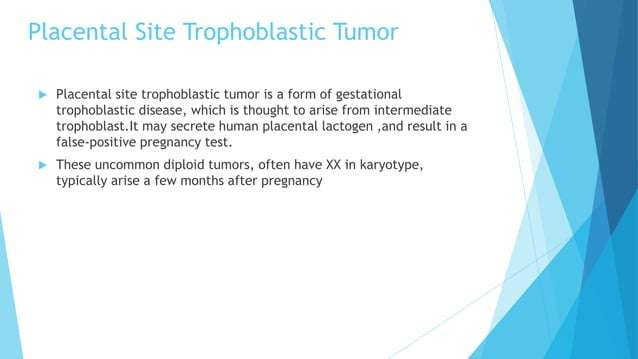 Placental Site Trophoblastic Tumor
Placental site trophoblastic tumor is a form of gestational
trophoblastic disease, which is thought to arise from intermediate
trophoblast.It may secrete human placental lactogen ,and result in a
false-positive pregnancy test.
These uncommon diploid tumors, often have XX in karyotype,
typically arise a few months after pregnancy